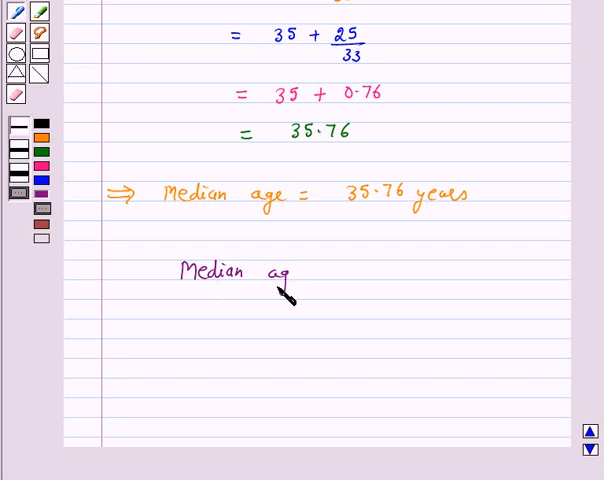 = 35 + 25/33
= 35 + 0.76
= 35.76
⇒ Median age = 35.76 years
Median ag